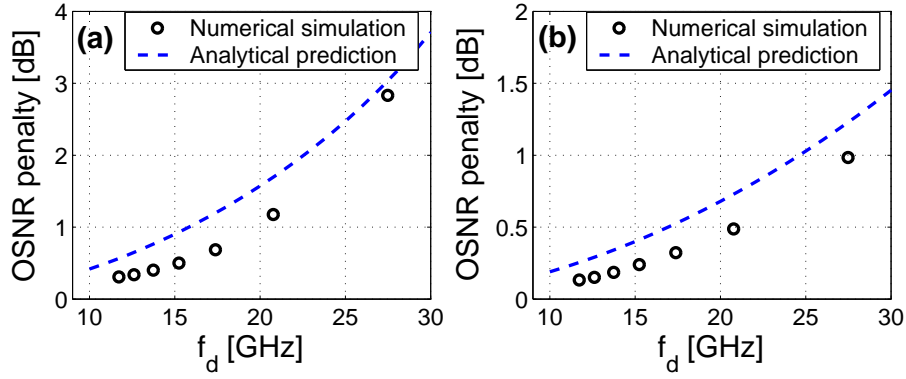 (a)
Numerical simulation
Analytical prediction
OSNR penalty [dB]
4
3
2
1
0
10 15 20 25 30
f_d [GHz]
(b)
Numerical simulation
Analytical prediction
OSNR penalty [dB]
2
1.5
1
0.5
0
10 15 20 25 30
f_d [GHz]